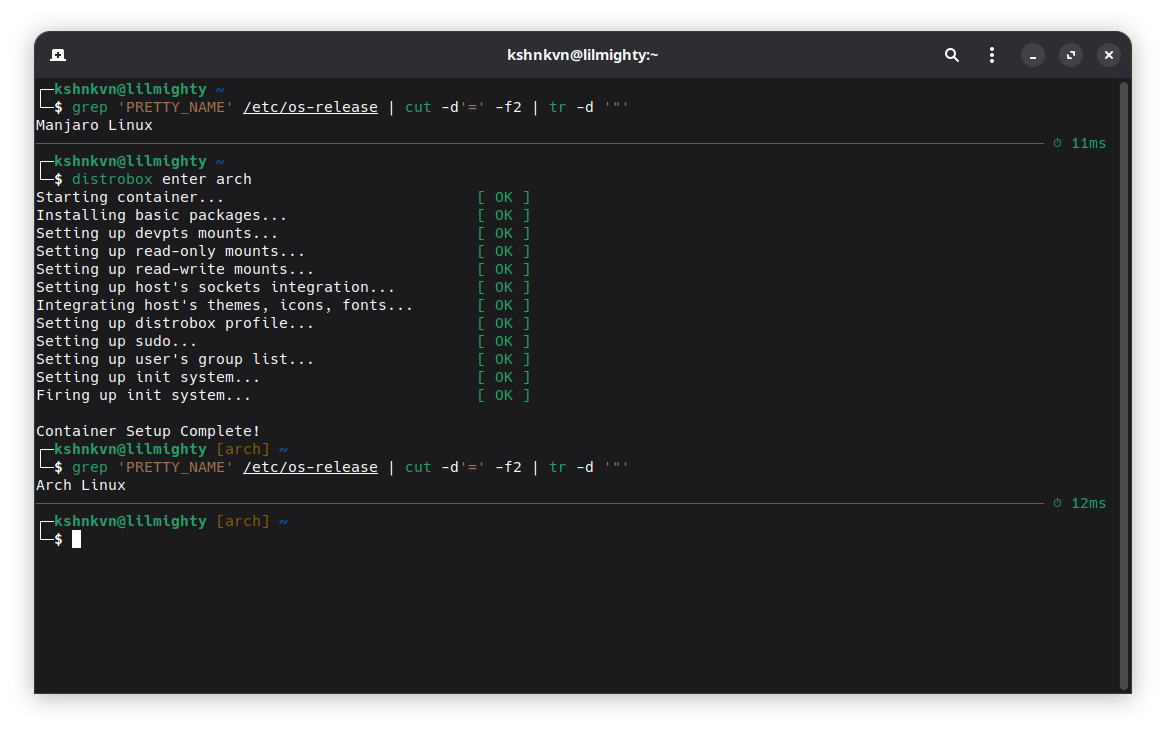 kshnkvn@lilmighty:~
┌─kshnkvn@lilmighty ~
└─$ grep 'PRETTY_NAME' /etc/os-release | cut -d'=' -f2 | tr -d '"'
Manjaro Linux
11ms
┌─kshnkvn@lilmighty ~
└─$ distrobox enter arch
Starting container... [ OK ]
Installing basic packages... [ OK ]
Setting up devpts mounts... [ OK ]
Setting up read-only mounts... [ OK ]
Setting up read-write mounts... [ OK ]
Setting up host's sockets integration... [ OK ]
Integrating host's themes, icons, fonts... [ OK ]
Setting up distrobox profile... [ OK ]
Setting up sudo... [ OK ]
Setting up user's group list... [ OK ]
Setting up init system... [ OK ]
Firing up init system... [ OK ]
Container Setup Complete!
┌─kshnkvn@lilmighty [arch] ~
└─$ grep 'PRETTY_NAME' /etc/os-release | cut -d'=' -f2 | tr -d '"'
Arch Linux
12ms
┌─kshnkvn@lilmighty [arch] ~
└─$